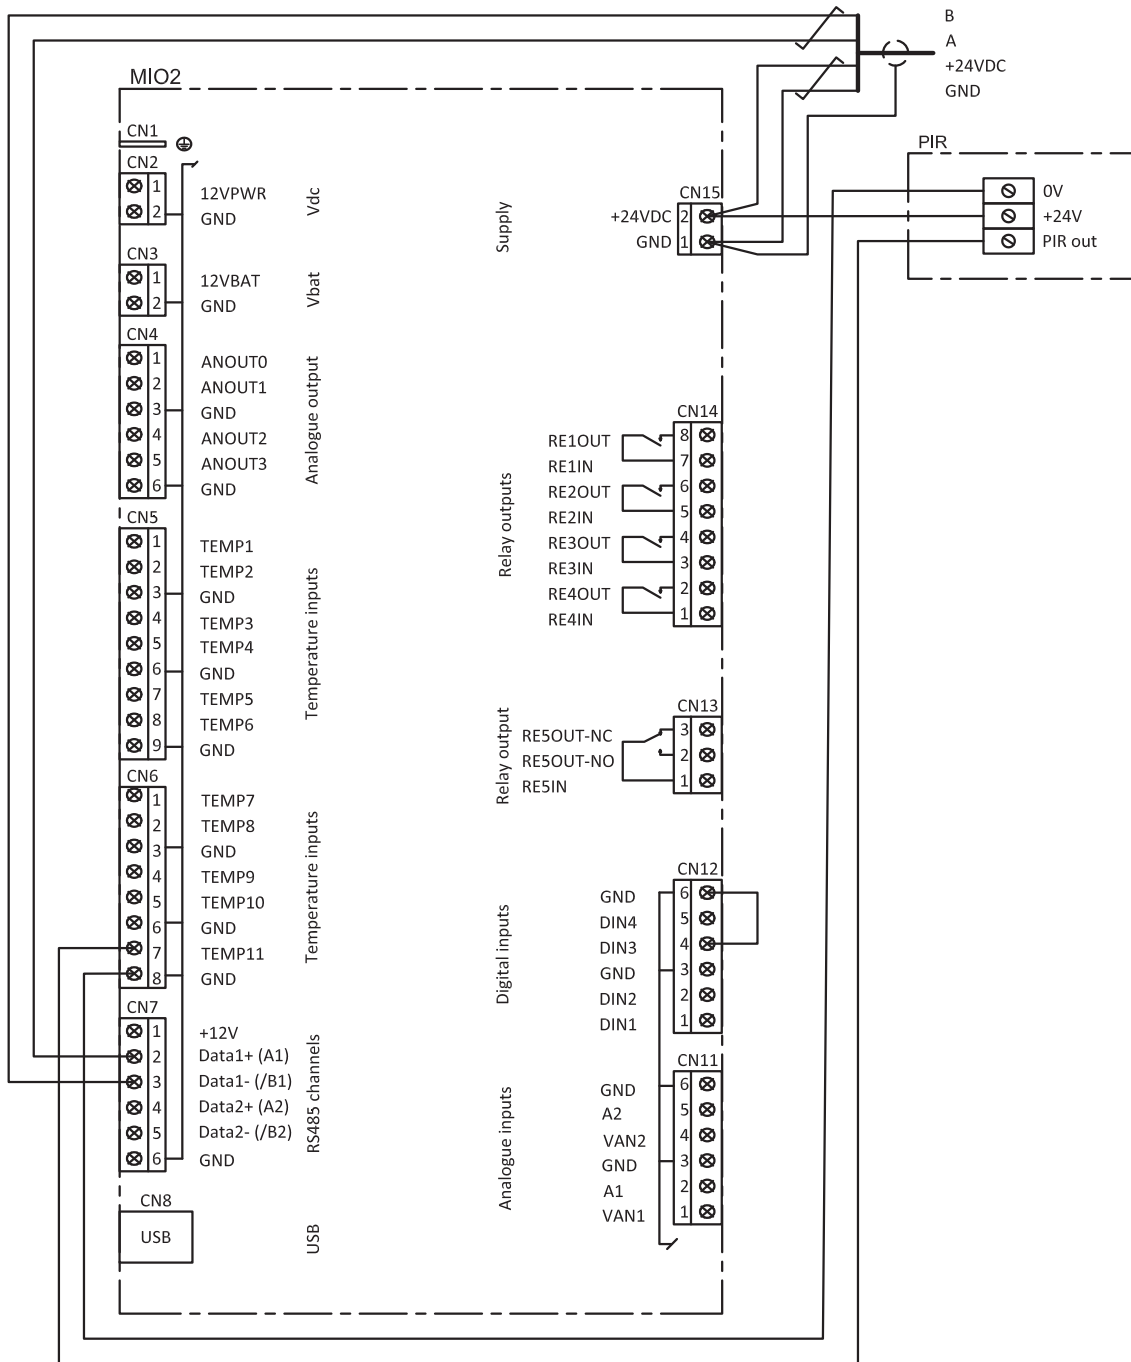 B
A
+24VDC
GND
MIO2
CN1
CN2
1 12VPWR
2 GND
Vdc
CN3
1 12VBAT
2 GND
Vbat
CN4
1 ANOUT0
2 ANOUT1
3 GND
4 ANOUT2
5 ANOUT3
6 GND
Analogue output
CN5
1 TEMP1
2 TEMP2
3 GND
4 TEMP3
5 TEMP4
6 GND
7 TEMP5
8 TEMP6
9 GND
Temperature inputs
CN6
1 TEMP7
2 TEMP8
3 GND
4 TEMP9
5 TEMP10
6 GND
7 TEMP11
8 GND
Temperature inputs
CN7
1 +12V
2 Data1+ (A1)
3 Data1- (/B1)
4 Data2+ (A2)
5 Data2- (/B2)
6 GND
RS485 channels
CN8
USB
USB
PIR
0V
+24V
PIR out
CN15
Supply
+24VDC 2
GND 1
CN14
Relay outputs
RE1OUT 8
RE1IN 7
RE2OUT 6
RE2IN 5
RE3OUT 4
RE3IN 3
RE4OUT 2
RE4IN 1
CN13
Relay output
RE5OUT-NC 3
RE5OUT-NO 2
RE5IN 1
CN12
Digital inputs
GND 6
DIN4 5
DIN3 4
GND 3
DIN2 2
DIN1 1
CN11
Analogue inputs
GND 6
A2 5
VAN2 4
GND 3
A1 2
VAN1 1